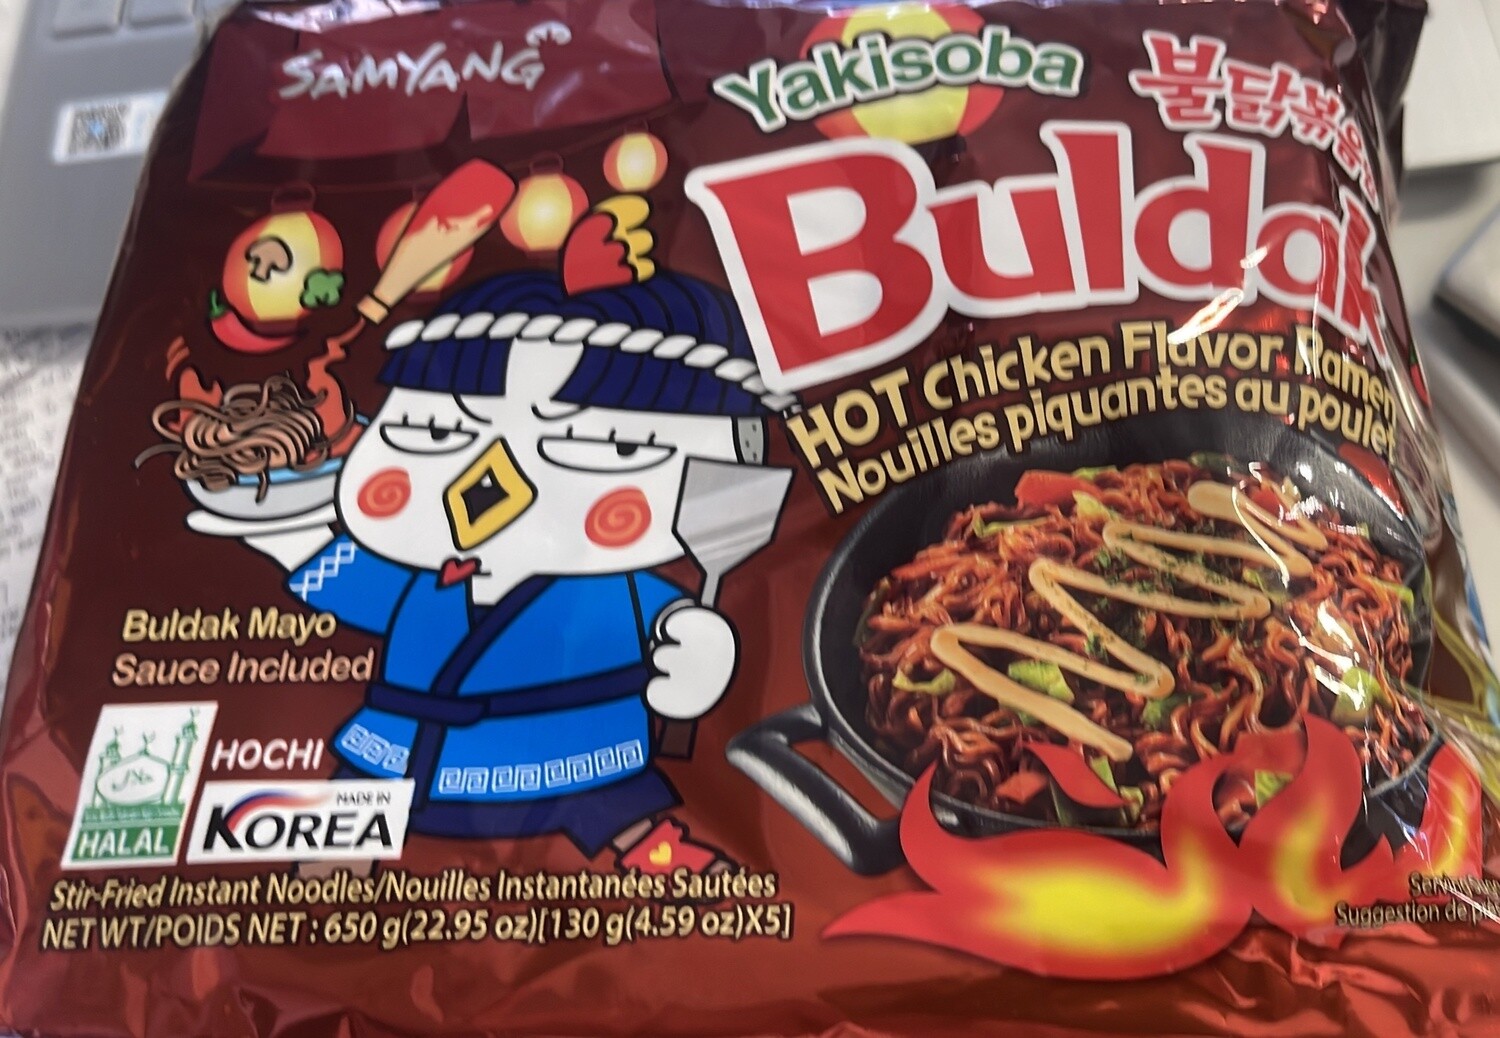 SAMYANG
Yakisoba
불닭볶음
Buldak
HOT Chicken Flavor Ramen
Nouilles piquantes au poulet
Buldak Mayo
Sauce Included
HOCHI
HALAL
MADE IN
KOREA
Stir-Fried Instant Noodles/Nouilles Instantanées Sautées
NET WT/POIDS NET : 650 g(22.95 oz)[130 g(4.59 oz)X5]
Suggestion de